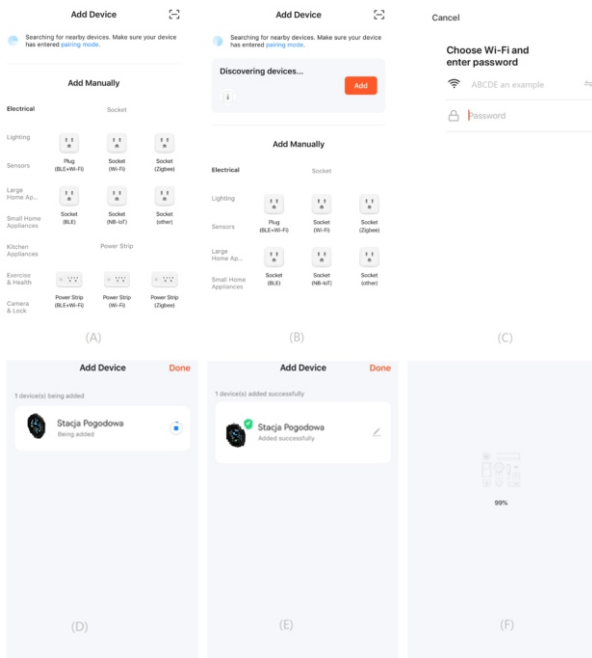 Add Device
Searching for nearby devices. Make sure your device
has entered pairing mode.
Add Manually
Electrical
Socket
Lighting
Sensors
Large
Home Ap...
Small Home
Appliances
Kitchen
Appliances
Exercise
& Health
Camera
& Lock
Plug
(BLE+Wi-Fi)
Socket
(Wi-Fi)
Socket
(Zigbee)
Socket
(BLE)
Socket
(NB-IoT)
Socket
(other)
Power Strip
Power Strip
(BLE+Wi-Fi)
Power Strip
(Wi-Fi)
Power Strip
(Zigbee)
(A)
Add Device
Searching for nearby devices. Make sure your device
has entered pairing mode.
Discovering devices...
Add
Add Manually
Electrical
Socket
Lighting
Sensors
Large
Home Ap...
Small Home
Appliances
Plug
(BLE+Wi-Fi)
Socket
(Wi-Fi)
Socket
(Zigbee)
Socket
(BLE)
Socket
(NB-IoT)
Socket
(other)
(B)
Cancel
Choose Wi-Fi and
enter password
ABCDE an example
Password
(C)
Add Device
Done
1 device(s) being added
Stacja Pogodowa
Being added
(D)
Add Device
Done
1 device(s) added successfully
Stacja Pogodowa
Added successfully
(E)
99%
(F)